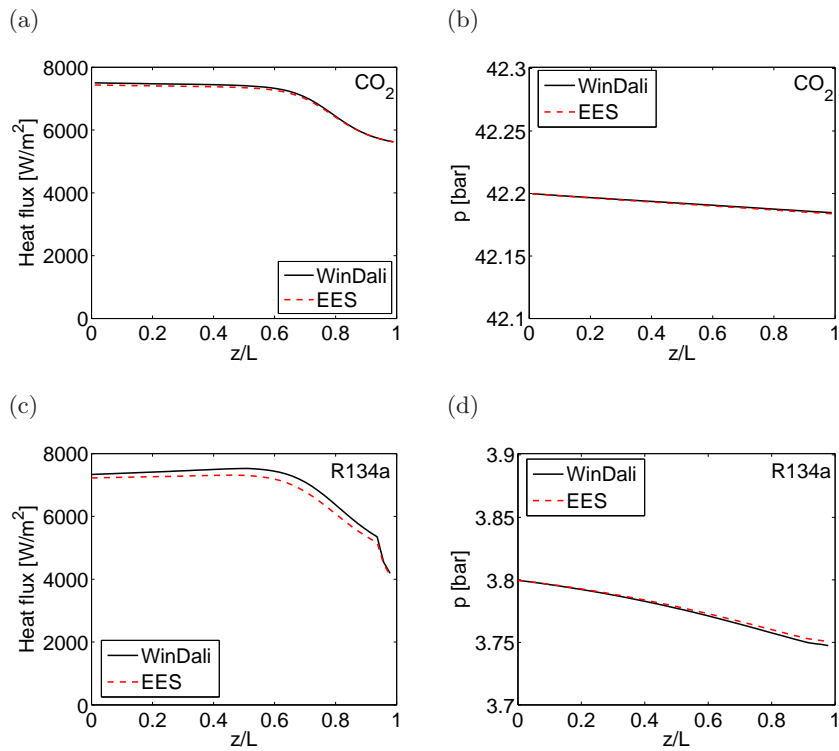 (a)
8000
6000
4000
2000
0
Heat flux [W/m²]
CO₂
WinDali
EES
0 0.2 0.4 0.6 0.8 1
z/L
(b)
42.3
42.25
42.2
42.15
42.1
p [bar]
WinDali
EES
CO₂
0 0.2 0.4 0.6 0.8 1
z/L
(c)
8000
6000
4000
2000
0
Heat flux [W/m²]
R134a
WinDali
EES
0 0.2 0.4 0.6 0.8 1
z/L
(d)
3.9
3.85
3.8
3.75
3.7
p [bar]
WinDali
EES
R134a
0 0.2 0.4 0.6 0.8 1
z/L